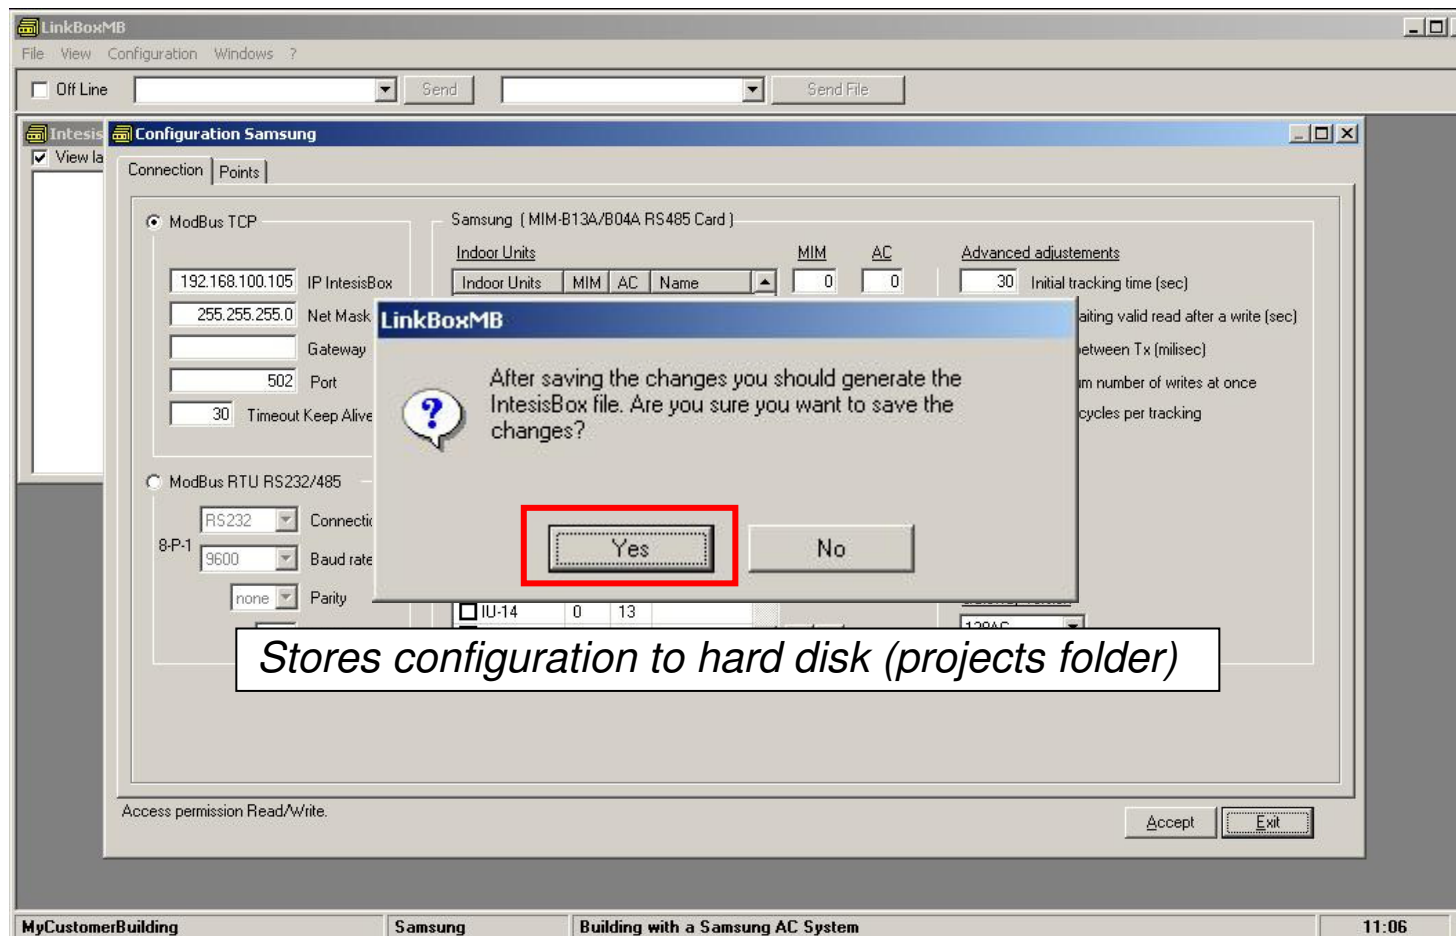 LinkBoxMB
File View Configuration Windows ?
Off Line Send Send File
Intesis
View la
Configuration Samsung
Connection Points
ModBus TCP
192.168.100.105 IP IntesisBox
255.255.255.0 Net Mask
Gateway
502 Port
30 Timeout Keep Alive
ModBus RTU RS232/485
RS232 Connectio
8-P-1
9600 Baud rate
none Parity
Samsung ( MIM-B13A/B04A RS485 Card )
Indoor Units MIM AC
Indoor Units MIM AC Name 0 0
IU-14 0 13
Advanced adjustements
30 Initial tracking time (sec)
aiting valid read after a write (sec)
between Tx (milisec)
um number of writes at once
cycles per tracking
LinkBoxMB
After saving the changes you should generate the
IntesisBox file. Are you sure you want to save the
changes?
Yes No
Stores configuration to hard disk (projects folder)
Access permission Read/Write.
Accept Exit
MyCustomerBuilding Samsung Building with a Samsung AC System 11:06